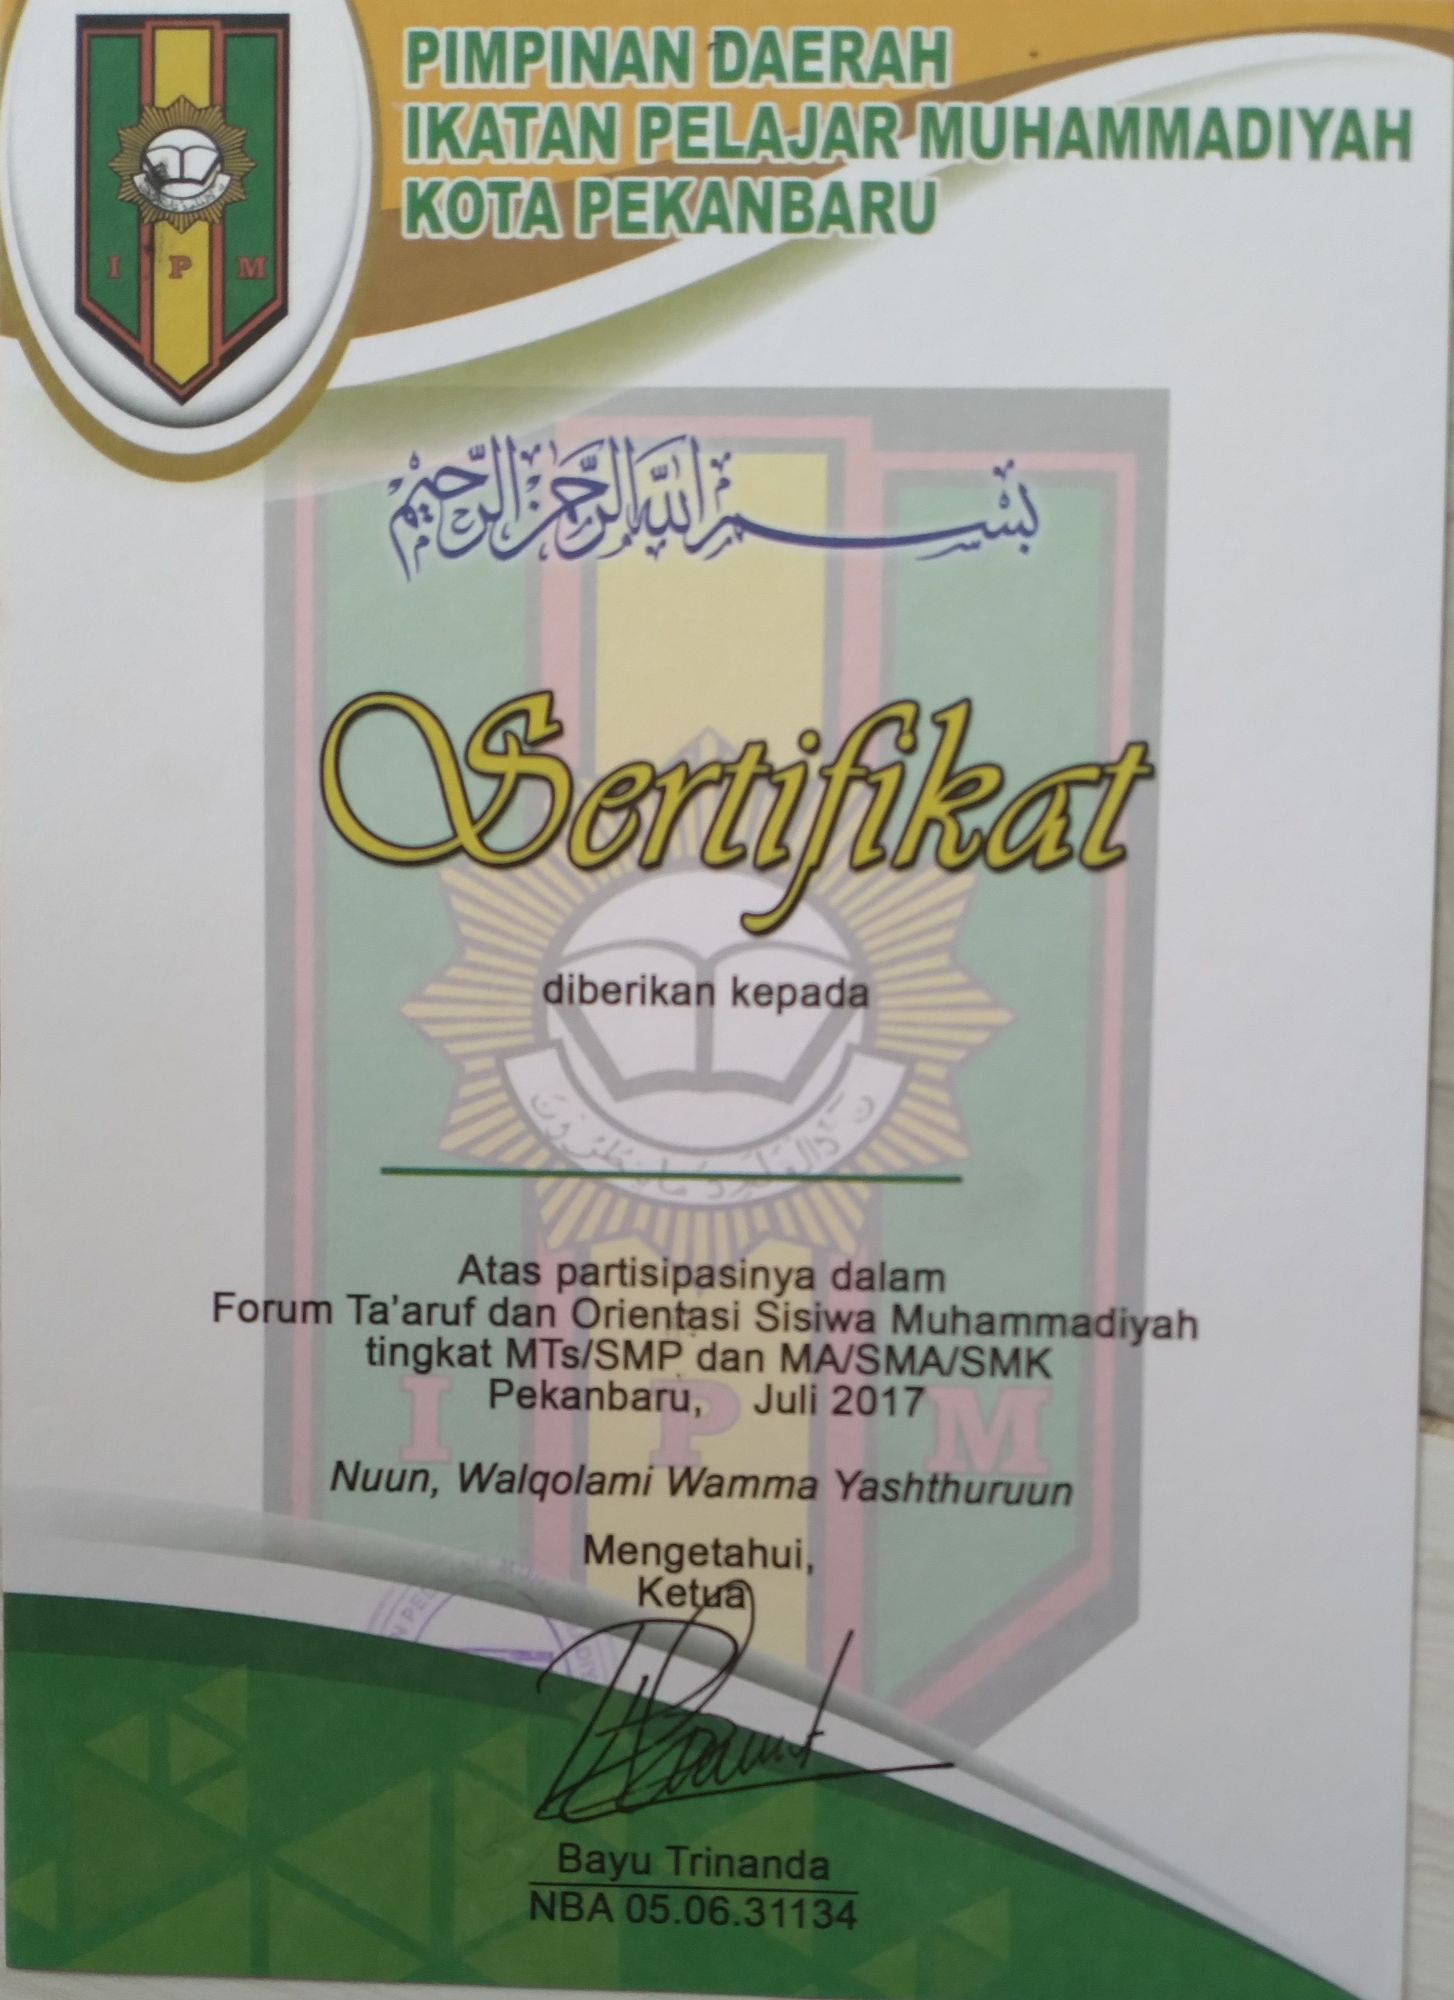 PIMPINAN DAERAH
IKATAN PELAJAR MUHAMMADIYAH
KOTA PEKANBARU
I P M
بسم الله الرحمن الرحيم
Sertifikat
diberikan kepada
Atas partisipasinya dalam
Forum Ta'aruf dan Orientasi Sisiwa Muhammadiyah
tingkat MTs/SMP dan MA/SMA/SMK
Pekanbaru, Juli 2017
I P M
Nuun, Walqolami Wamma Yashthuruun
Mengetahui,
Ketua
Bayu Trinanda
NBA 05.06.31134